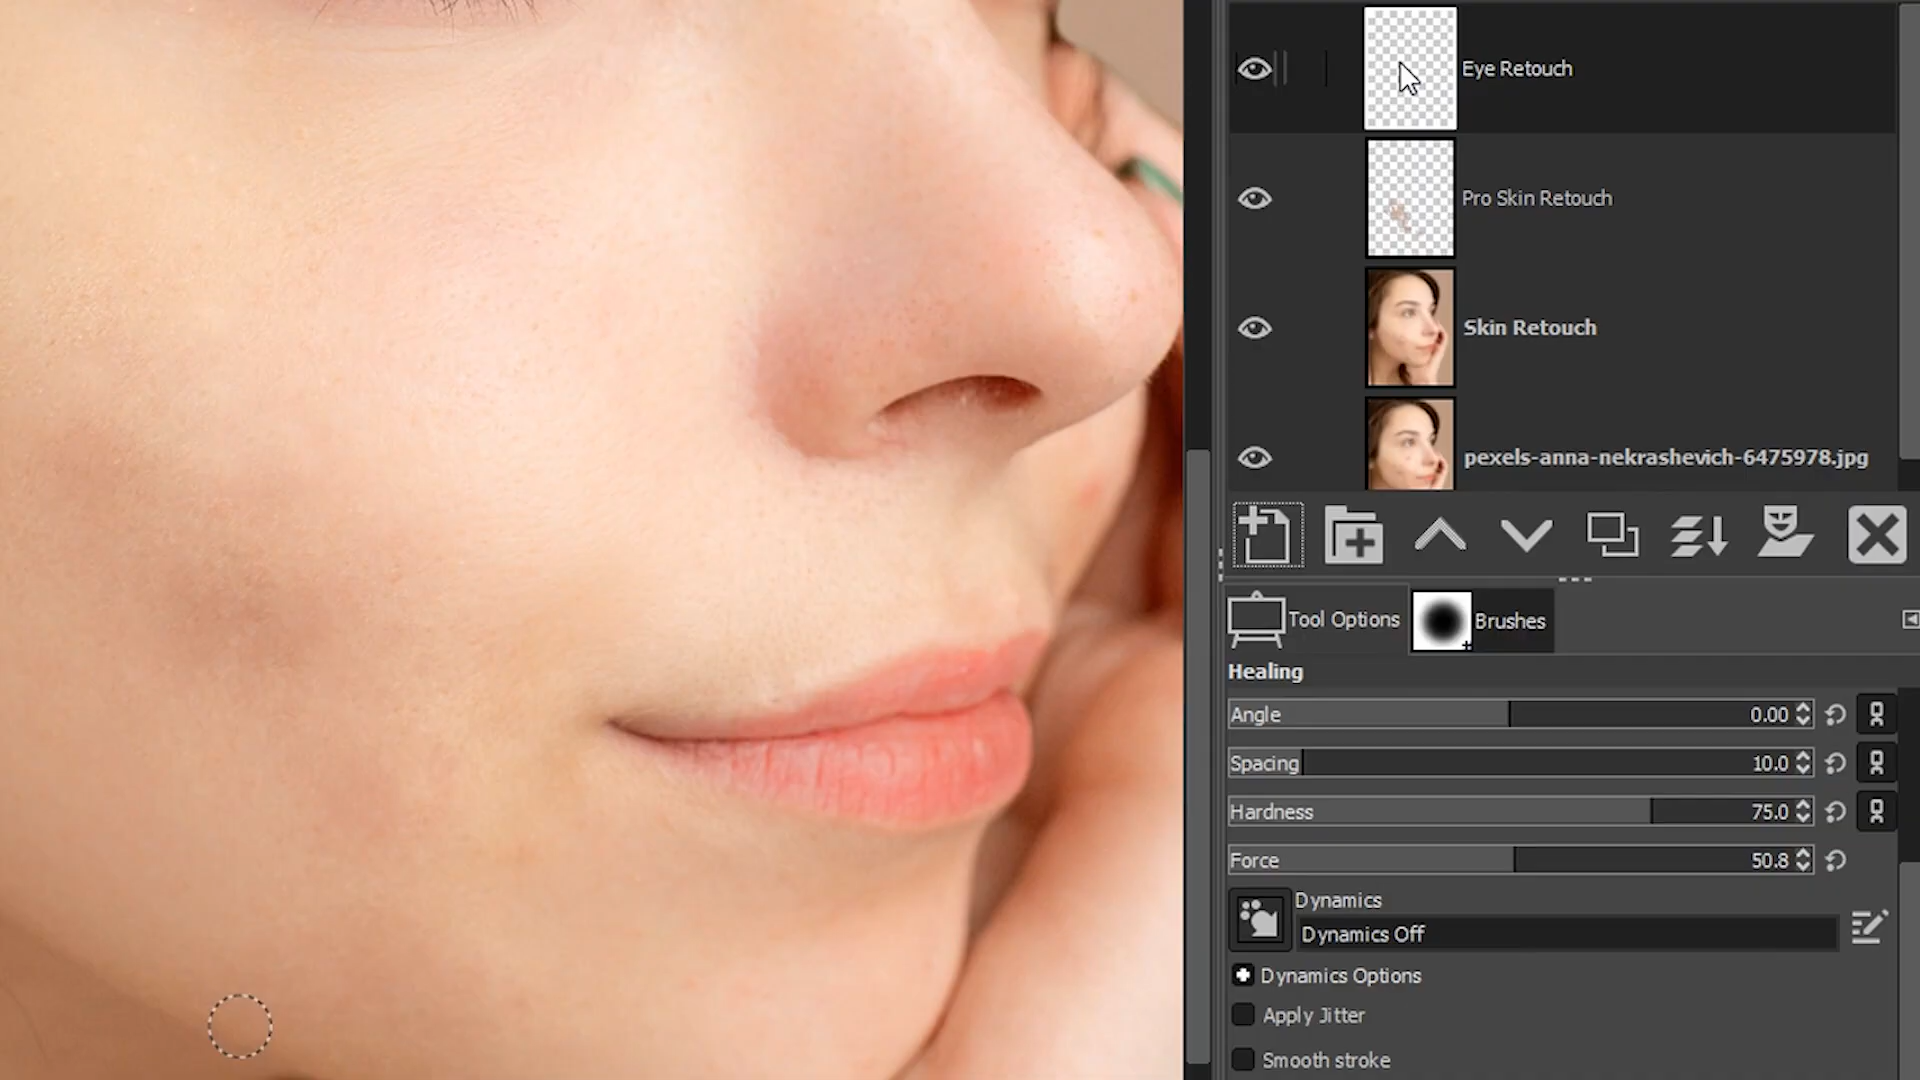 Eye Retouch
Pro Skin Retouch
Skin Retouch
pexels-anna-nekrashevich-6475978.jpg
Tool Options
Brushes
Healing
Angle 0.00
Spacing 10.0
Hardness 75.0
Force 50.8
Dynamics
Dynamics Off
Dynamics Options
Apply Jitter
Smooth stroke